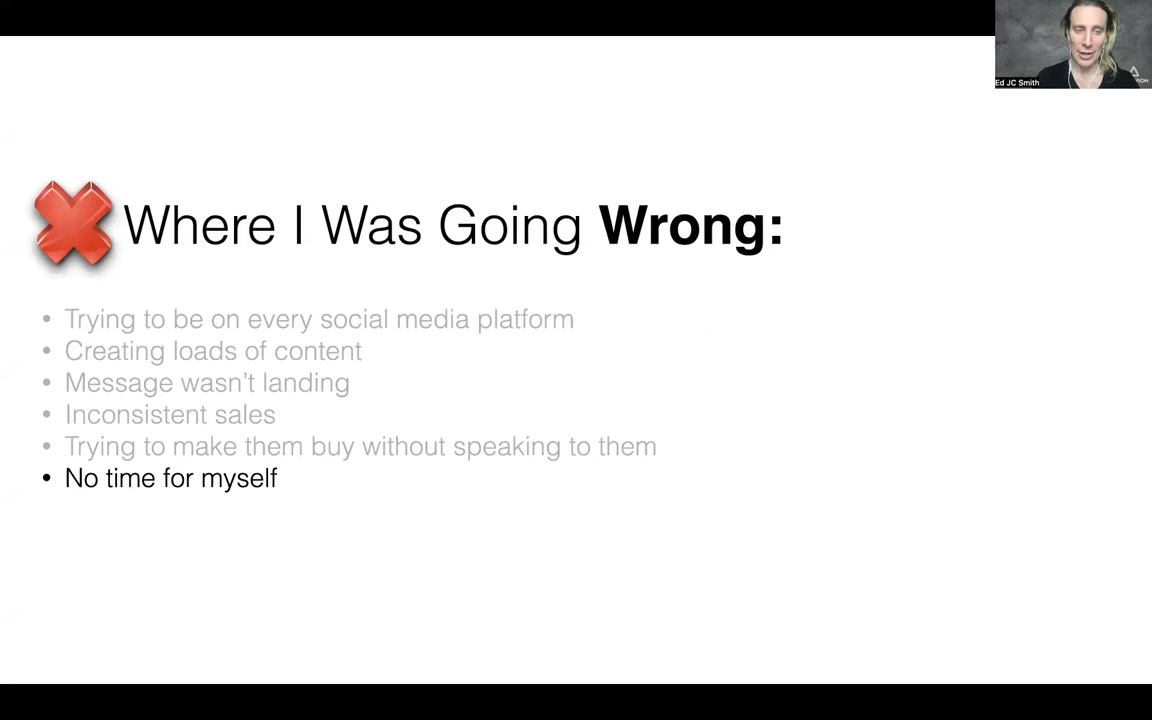 Ed JC Smith
Where I Was Going Wrong:
• Trying to be on every social media platform
• Creating loads of content
• Message wasn't landing
• Inconsistent sales
• Trying to make them buy without speaking to them
• No time for myself